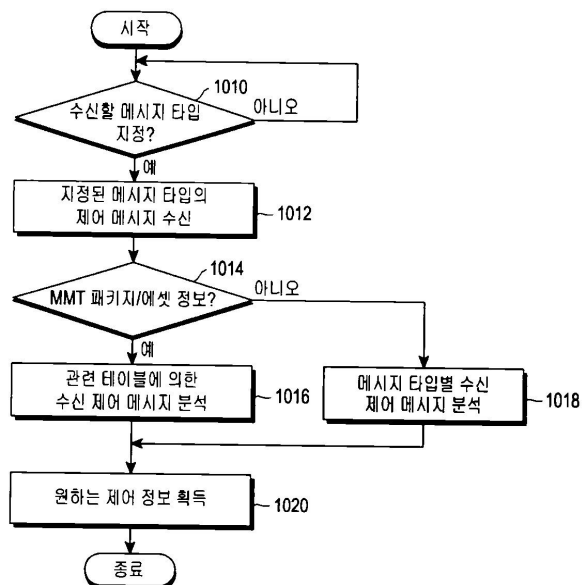 시작
1010
수신할 메시지 타입
지정?
아니오
예
지정된 메시지 타입의
제어 메시지 수신
1012
1014
MMT 패키지/에셋 정보?
아니오
예
관련 테이블에 의한
수신 제어 메시지 분석
1016
메시지 타입별 수신
제어 메시지 분석
1018
원하는 제어 정보 획득
1020
종료